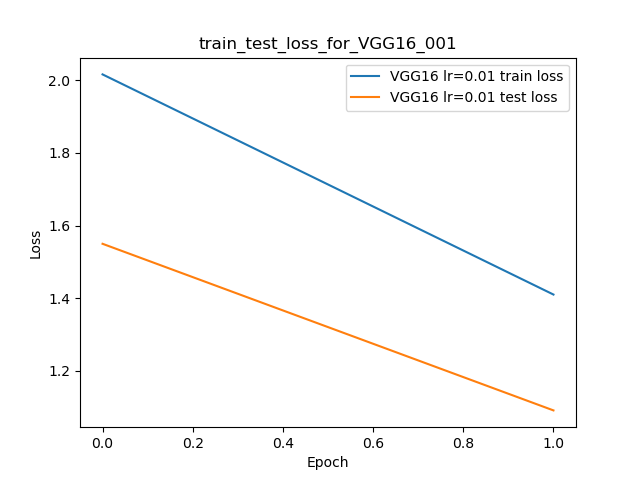 train_test_loss_for_VGG16_001
VGG16 lr=0.01 train loss
VGG16 lr=0.01 test loss
Loss
2.0
1.8
1.6
1.4
1.2
0.0 0.2 0.4 0.6 0.8 1.0
Epoch